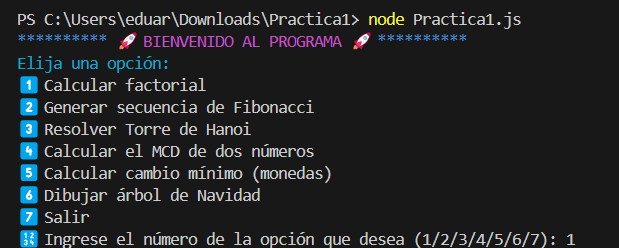 PS C:\Users\eduar\Downloads\Practica1> node Practica1.js
********** 🚀 BIENVENIDO AL PROGRAMA 🚀 **********
Elija una opción:
1️⃣ Calcular factorial
2️⃣ Generar secuencia de Fibonacci
3️⃣ Resolver Torre de Hanoi
4️⃣ Calcular el MCD de dos números
5️⃣ Calcular cambio mínimo (monedas)
6️⃣ Dibujar árbol de Navidad
7️⃣ Salir
🔢 Ingrese el número de la opción que desea (1/2/3/4/5/6/7): 1